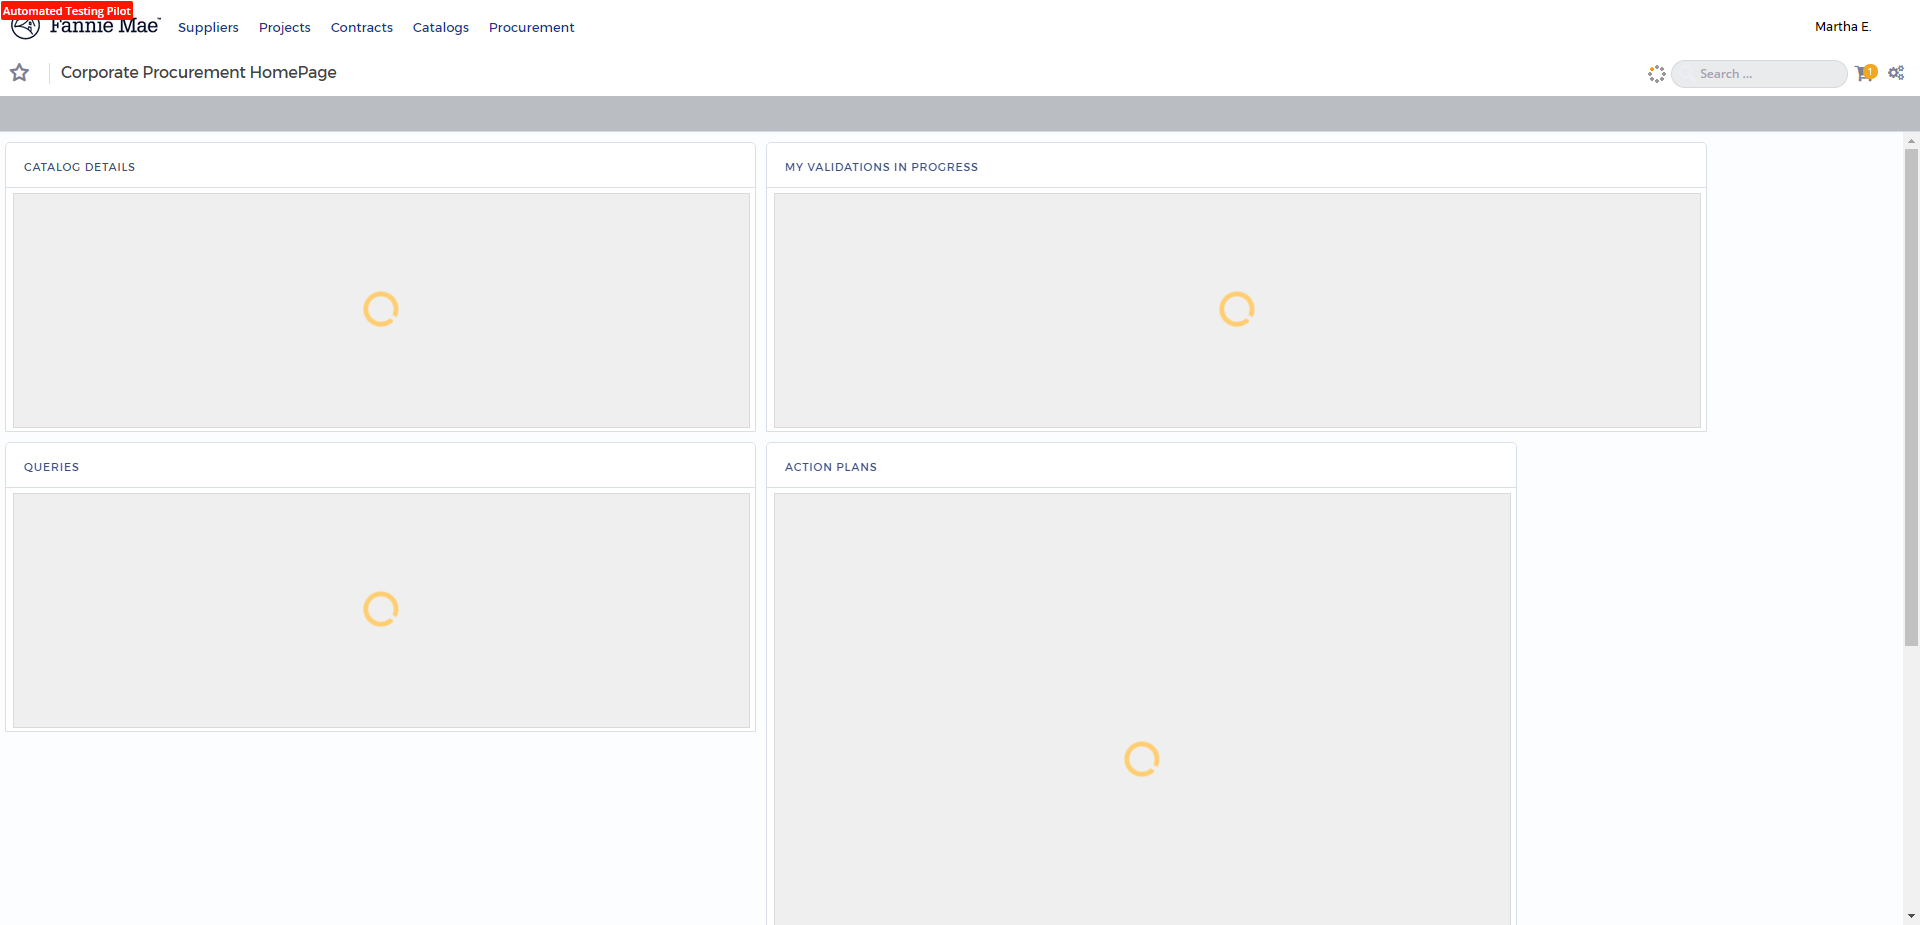 Automated Testing Pilot
Fannie Mae
Suppliers Projects Contracts Catalogs Procurement
Martha E.
Corporate Procurement HomePage
Search ...
1
CATALOG DETAILS
MY VALIDATIONS IN PROGRESS
QUERIES
ACTION PLANS